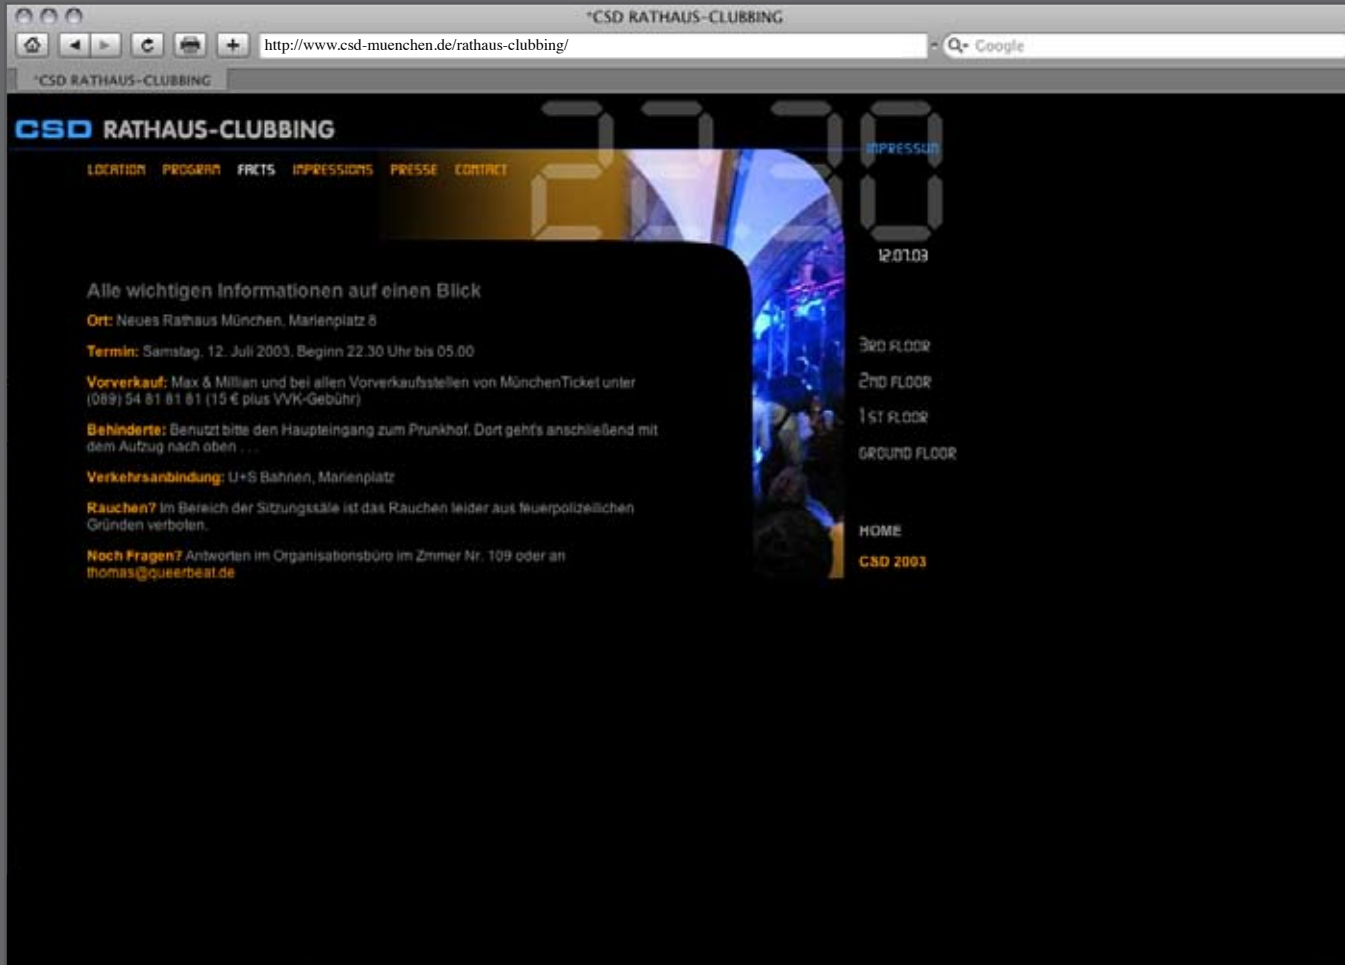 *CSD RATHAUS-CLUBBING
http://www.csd-muenchen.de/rathaus-clubbing/
Google
*CSD RATHAUS-CLUBBING
CSD RATHAUS-CLUBBING
22:30
IMPRESSUM
LOCATION PROGRAM FACTS IMPRESSIONS PRESSE CONTACT
12.07.03
Alle wichtigen Informationen auf einen Blick
Ort: Neues Rathaus München, Marienplatz 8
Termin: Samstag, 12. Juli 2003, Beginn 22.30 Uhr bis 05.00
Vorverkauf: Max & Millian und bei allen Vorverkaufsstellen von MünchenTicket unter
(089) 54 81 81 81 (15 € plus VVK-Gebühr)
Behinderte: Benutzt bitte den Haupteingang zum Prunkhof. Dort geht's anschließend mit
dem Aufzug nach oben . . .
Verkehrsanbindung: U+S Bahnen, Marienplatz
Rauchen? Im Bereich der Sitzungssäle ist das Rauchen leider aus feuerpolizeilichen
Gründen verboten.
Noch Fragen? Antworten im Organisationsbüro im Zmmer Nr. 109 oder an
thomas@queerbeat.de
3RD FLOOR
2ND FLOOR
1ST FLOOR
GROUND FLOOR
HOME
CSD 2003